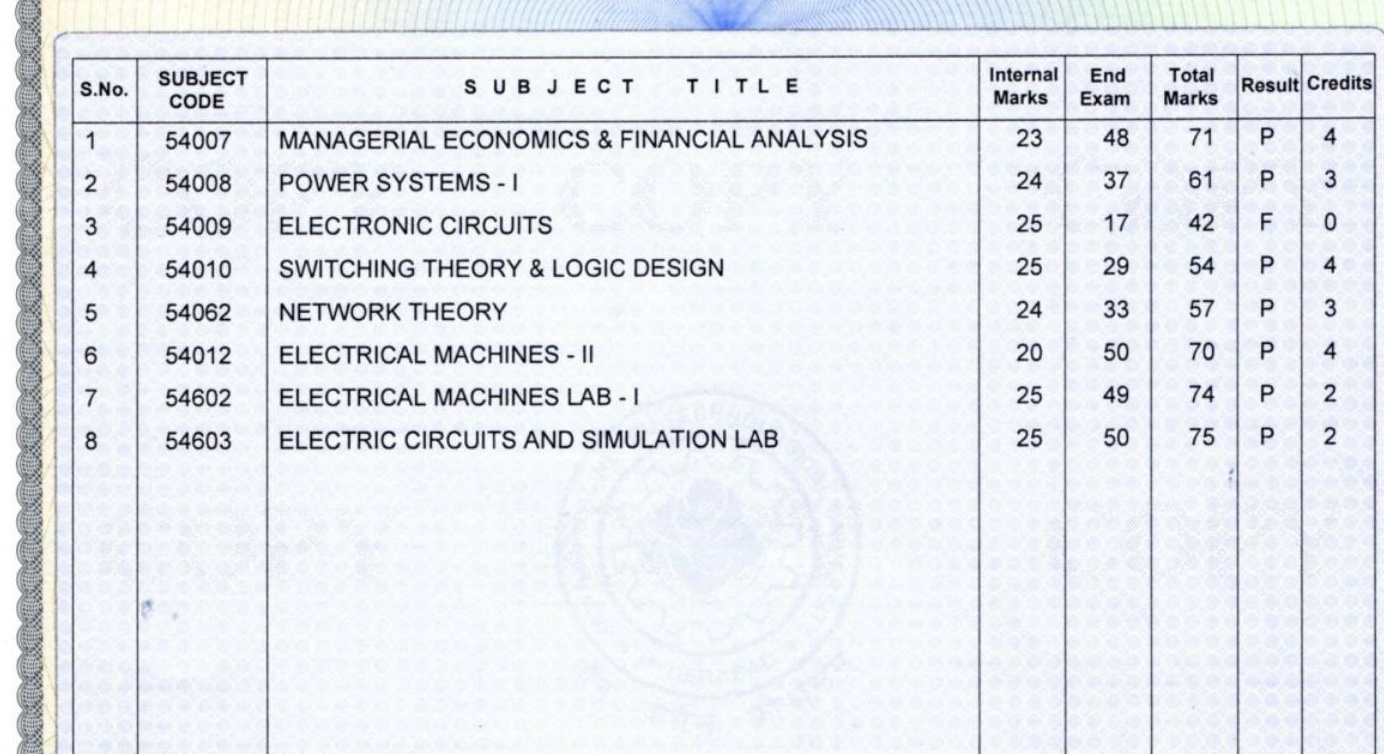 S.No. SUBJECT CODE S U B J E C T T I T L E Internal Marks End Exam Total Marks Result Credits
1 54007 MANAGERIAL ECONOMICS & FINANCIAL ANALYSIS 23 48 71 P 4
2 54008 POWER SYSTEMS - I 24 37 61 P 3
3 54009 ELECTRONIC CIRCUITS 25 17 42 F 0
4 54010 SWITCHING THEORY & LOGIC DESIGN 25 29 54 P 4
5 54062 NETWORK THEORY 24 33 57 P 3
6 54012 ELECTRICAL MACHINES - II 20 50 70 P 4
7 54602 ELECTRICAL MACHINES LAB - I 25 49 74 P 2
8 54603 ELECTRIC CIRCUITS AND SIMULATION LAB 25 50 75 P 2